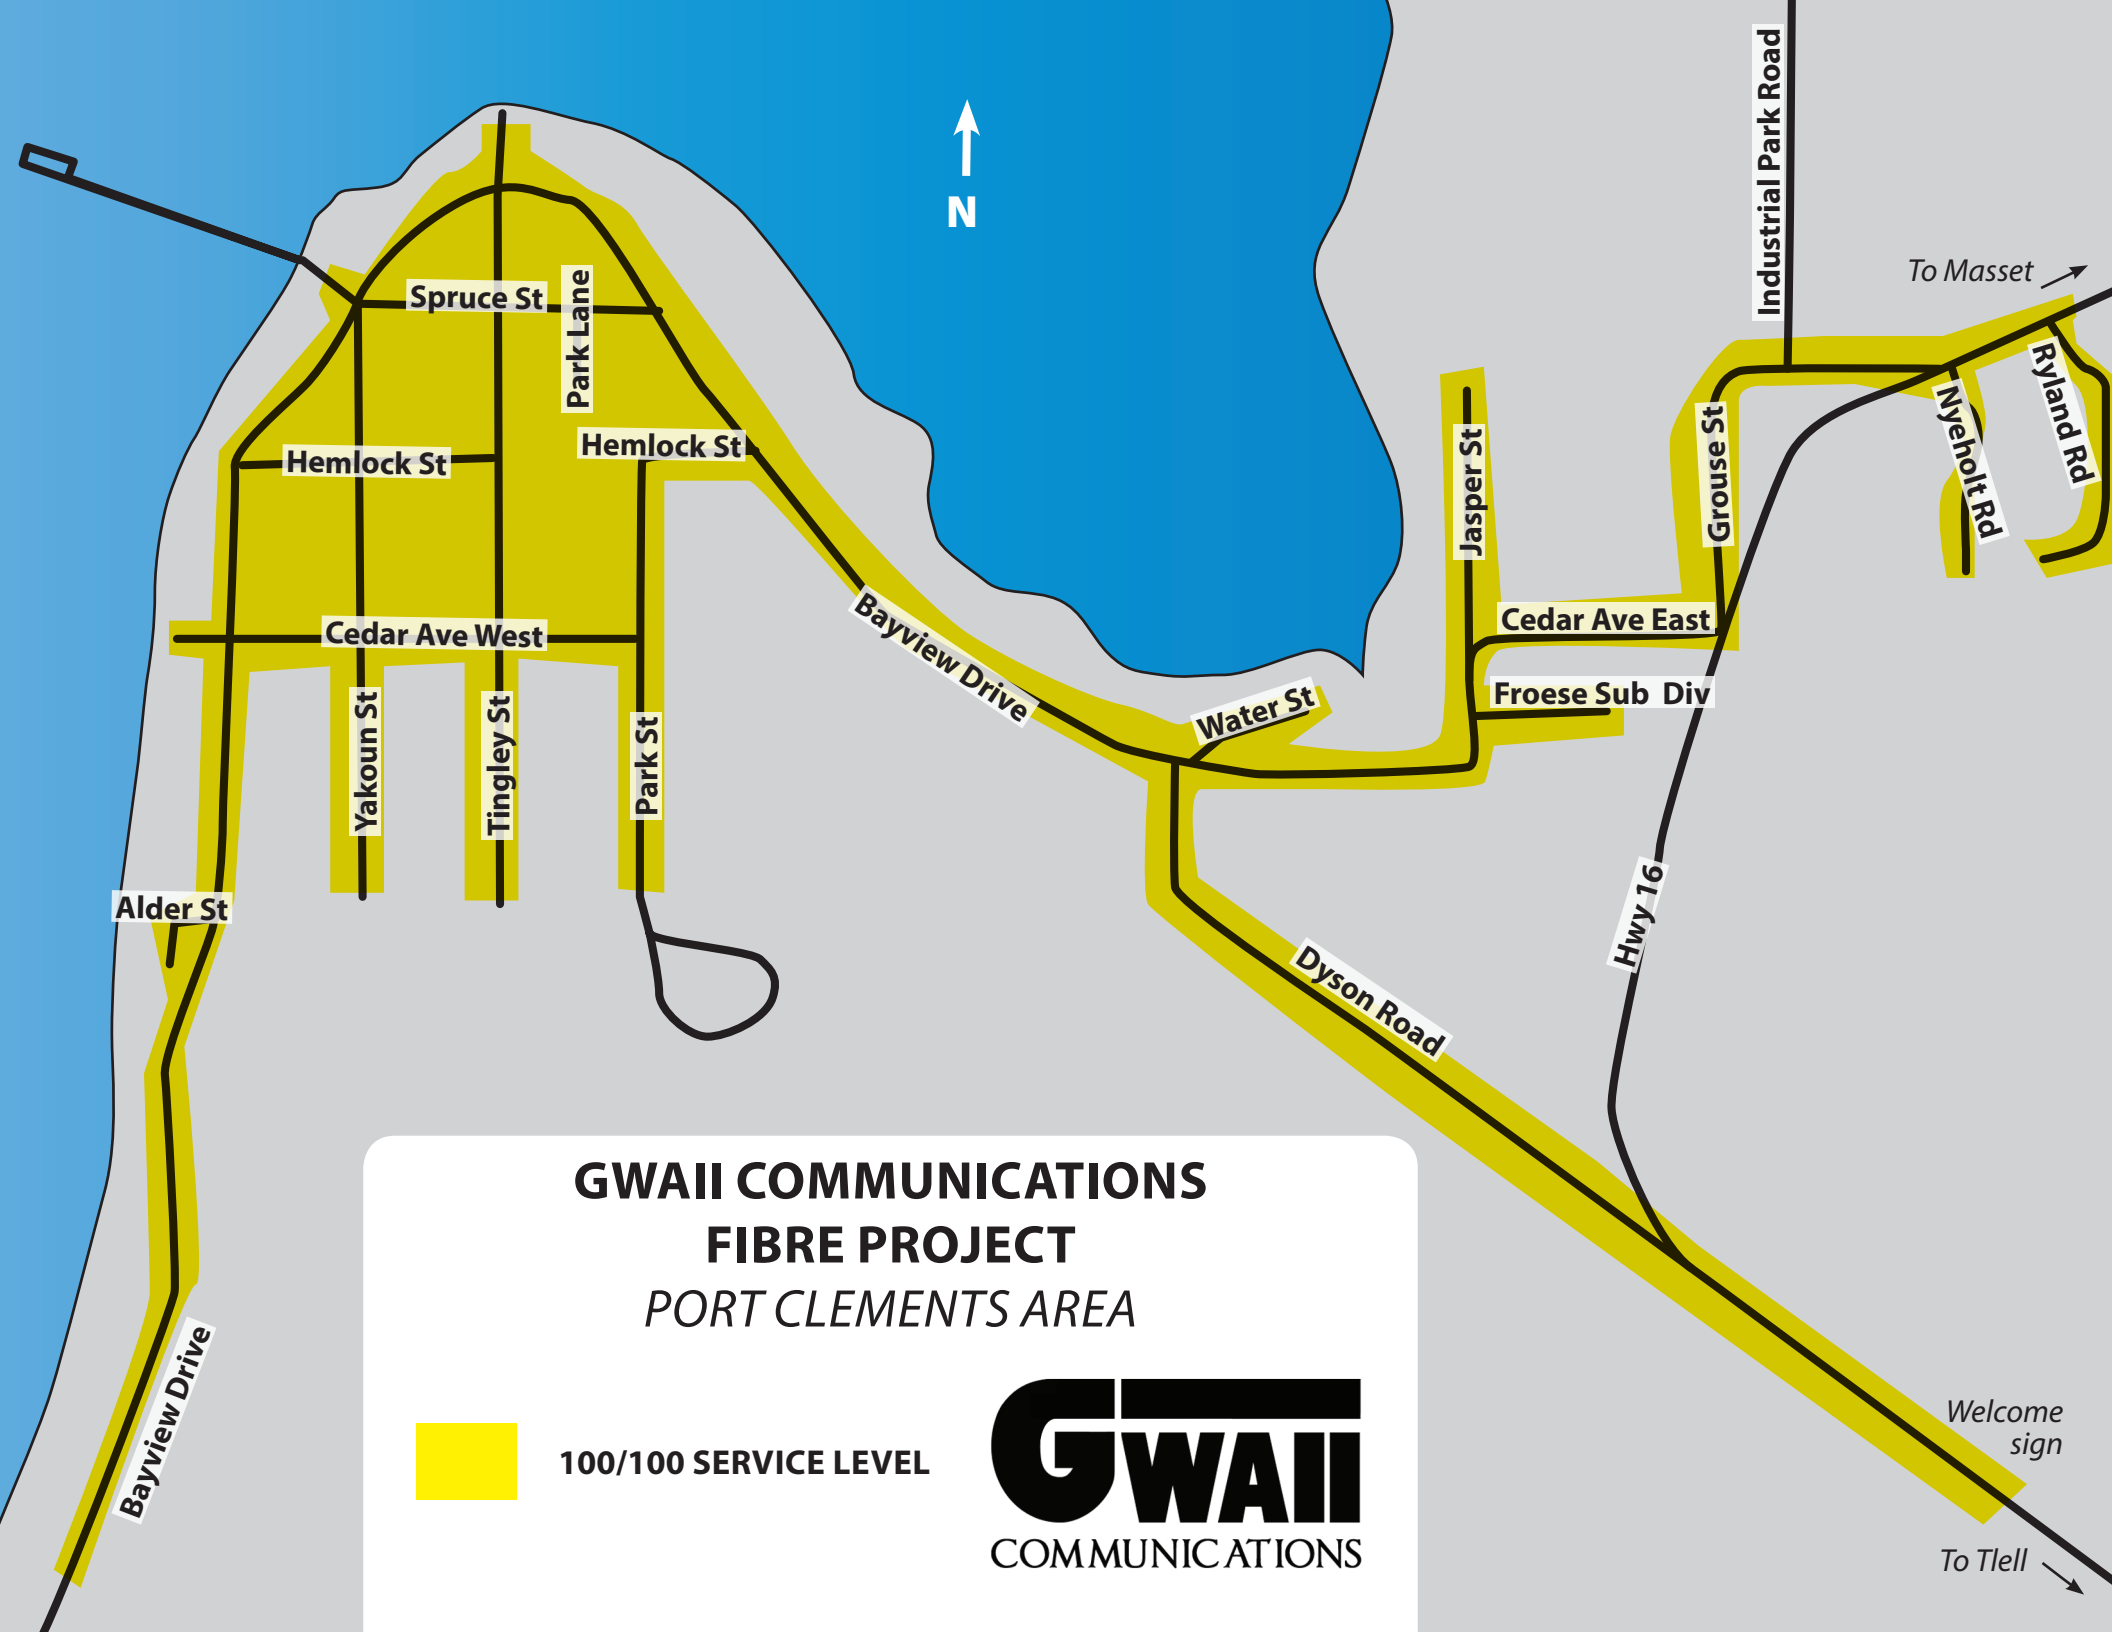 Industrial Park Road
N
To Masset
Spruce St
Park Lane
Ryland Rd
Nyeholt Rd
Grouse St
Jasper St
Hemlock St
Hemlock St
Cedar Ave West
Bayview Drive
Cedar Ave East
Froese Sub Div
Water St
Yakoun St
Tingley St
Park St
Alder St
Hwy 16
Dyson Road
Bayview Drive
GWAII COMMUNICATIONS
FIBRE PROJECT
PORT CLEMENTS AREA
100/100 SERVICE LEVEL
GWAII
COMMUNICATIONS
Welcome
sign
To Tlell